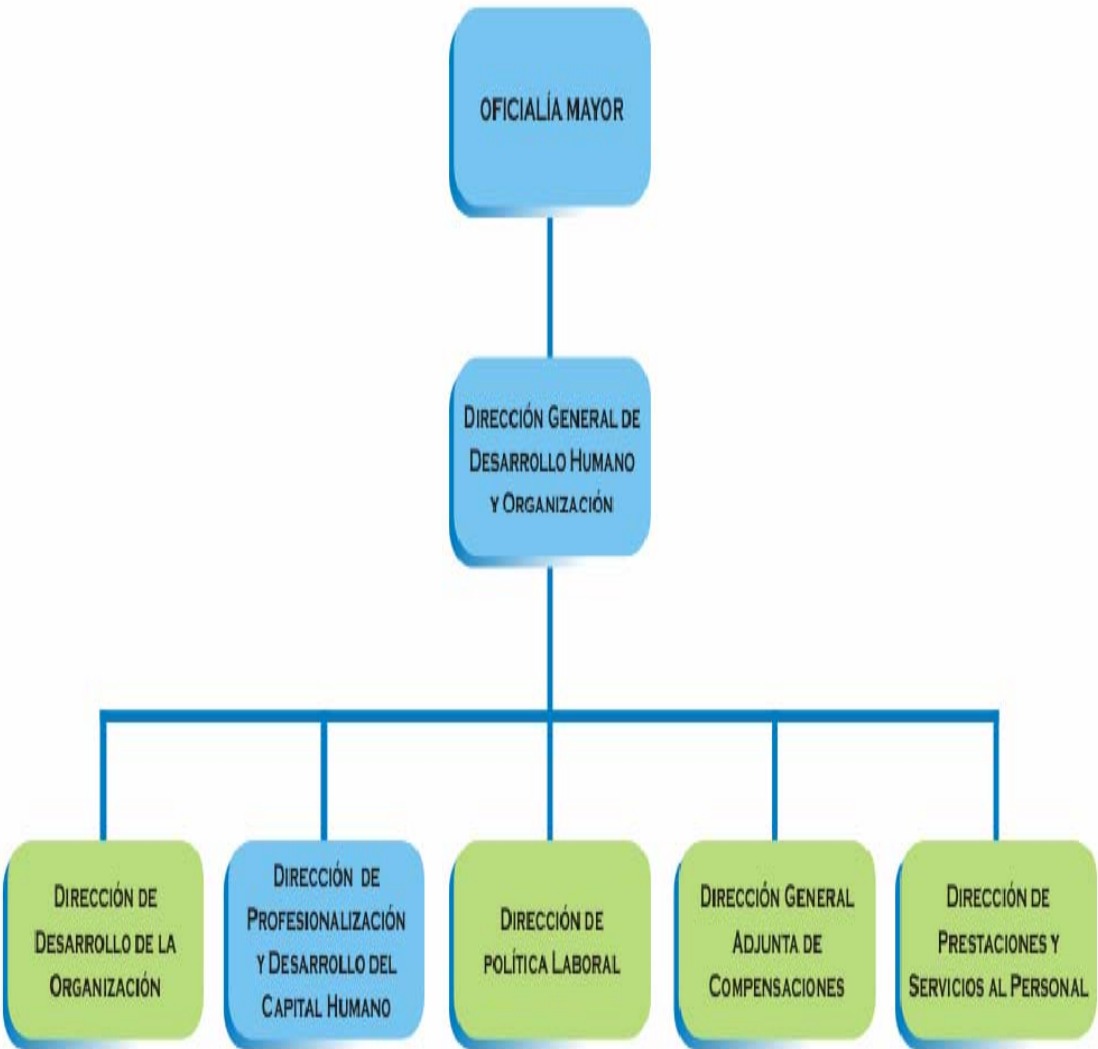 OFICIALÍA MAYOR
DIRECCIÓN GENERAL DE
DESARROLLO HUMANO
Y ORGANIZACIÓN
DIRECCIÓN DE
DESARROLLO DE LA
ORGANIZACIÓN
DIRECCIÓN DE
PROFESIONALIZACIÓN
Y DESARROLLO DEL
CAPITAL HUMANO
DIRECCIÓN DE
POLÍTICA LABORAL
DIRECCIÓN GENERAL
ADJUNTA DE
COMPENSACIONES
DIRECCIÓN DE
PRESTACIONES Y
SERVICIOS AL PERSONAL